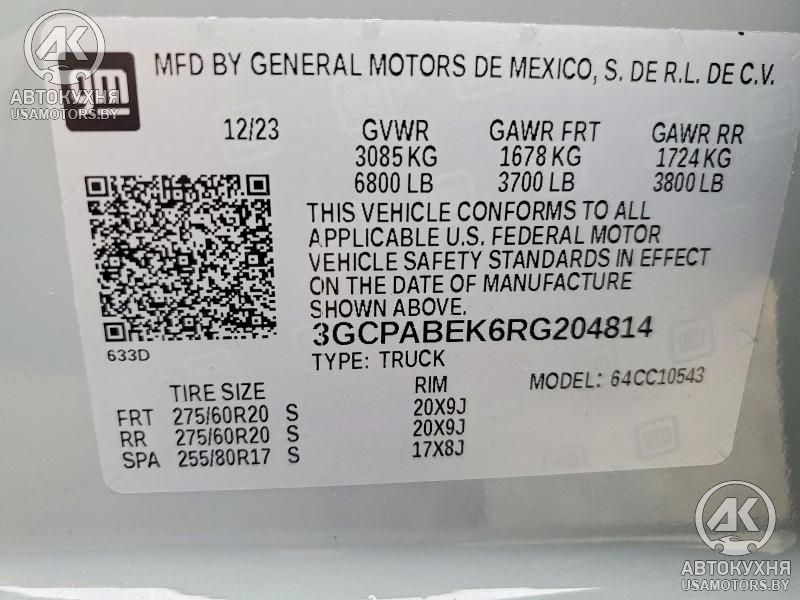 gm
MFD BY GENERAL MOTORS DE MEXICO, S. DE R.L. DE C.V.
12/23 GVWR GAWR FRT GAWR RR
3085 KG 1678 KG 1724 KG
6800 LB 3700 LB 3800 LB
THIS VEHICLE CONFORMS TO ALL
APPLICABLE U.S. FEDERAL MOTOR
VEHICLE SAFETY STANDARDS IN EFFECT
ON THE DATE OF MANUFACTURE
SHOWN ABOVE.
3GCPABEK6RG204814
633D TYPE: TRUCK
TIRE SIZE RIM MODEL: 64CC10543
FRT 275/60R20 S 20X9J
RR 275/60R20 S 20X9J
SPA 255/80R17 S 17X8J
АК
АВТОКУХНЯ
USAMOTORS.BY
АК
АВТОКУХНЯ
USAMOTORS.BY